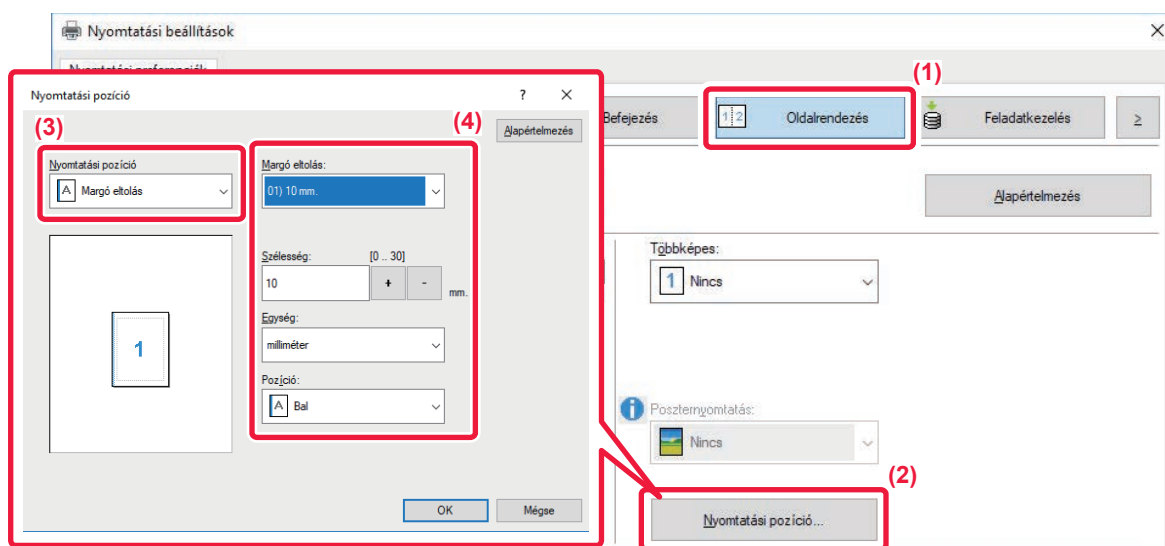 Nyomtatási beállítások
Nyomtatási preferenciák
(1)
Nyomtatási pozíció
? 
(3)
(4)
Alapértelmezés
Befejezés
1 2 Oldalrendezés
Feladatkezelés
≥
Nyomtatási pozíció
A Margó eltolás
Margó eltolás:
01) 10 mm.
Alapértelmezés
Szélesség: [0 .. 30]
10 + - mm.
Egység:
milliméter
Pozíció:
A Bal
1
OK
Mégse
Többképes:
1 Nincs
i Poszternyomtatás:
Nincs
(2)
Nyomtatási pozíció...